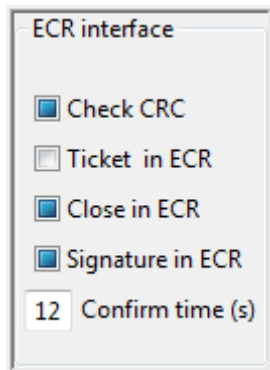 ECR interface
Check CRC
Ticket in ECR
Close in ECR
Signature in ECR
12 Confirm time (s)